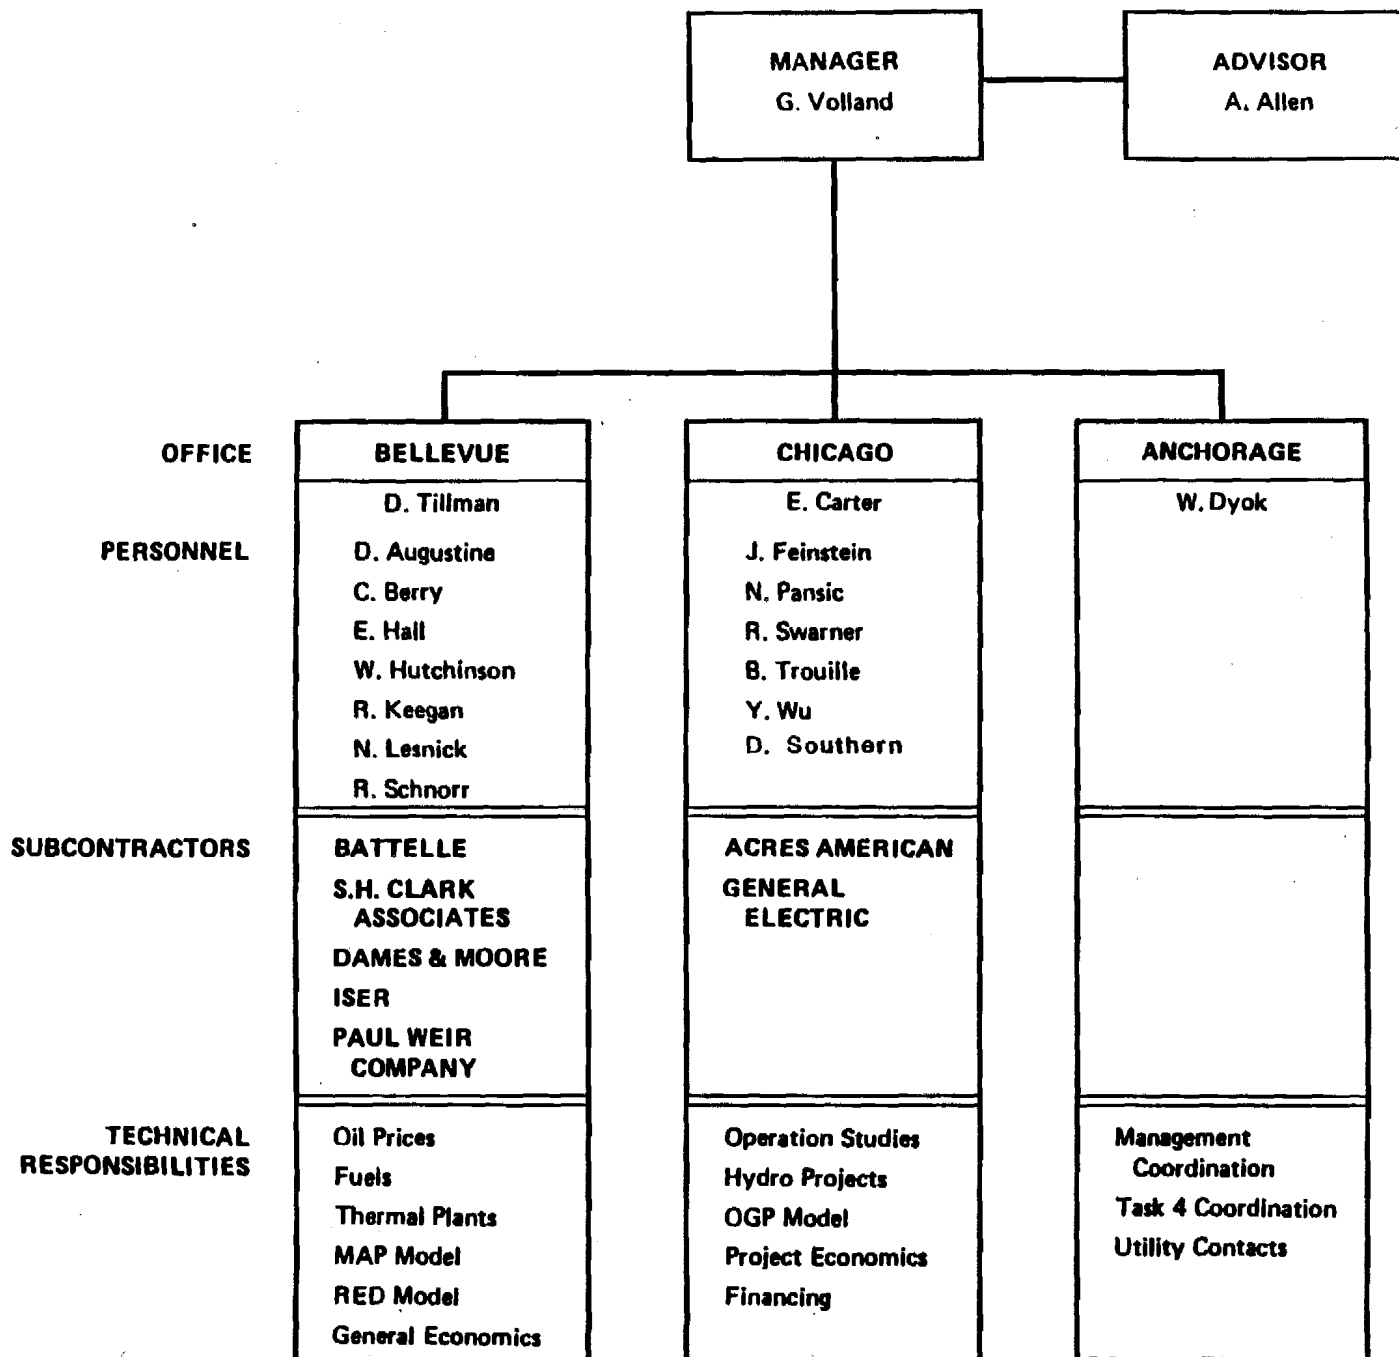 MANAGER
G. Volland
ADVISOR
A. Allen
OFFICE
BELLEVUE
CHICAGO
ANCHORAGE
D. Tillman
E. Carter
W. Dyok
PERSONNEL
D. Augustine
C. Berry
E. Hall
W. Hutchinson
R. Keegan
N. Lesnick
R. Schnorr
J. Feinstein
N. Pansic
R. Swarner
B. Trouille
Y. Wu
D. Southern
SUBCONTRACTORS
BATTELLE
S.H. CLARK
ASSOCIATES
DAMES & MOORE
ISER
PAUL WEIR
COMPANY
ACRES AMERICAN
GENERAL
ELECTRIC
TECHNICAL
RESPONSIBILITIES
Oil Prices
Fuels
Thermal Plants
MAP Model
RED Model
General Economics
Operation Studies
Hydro Projects
OGP Model
Project Economics
Financing
Management
Coordination
Task 4 Coordination
Utility Contacts